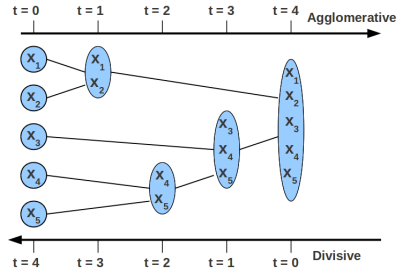 t = 0 t = 1 t = 2 t = 3 t = 4
Agglomerative
x1
x2
x3
x4
x5
x1
x2
x4
x5
x3
x4
x5
x1
x2
x3
x4
x5
Divisive
t = 4 t = 3 t = 2 t = 1 t = 0